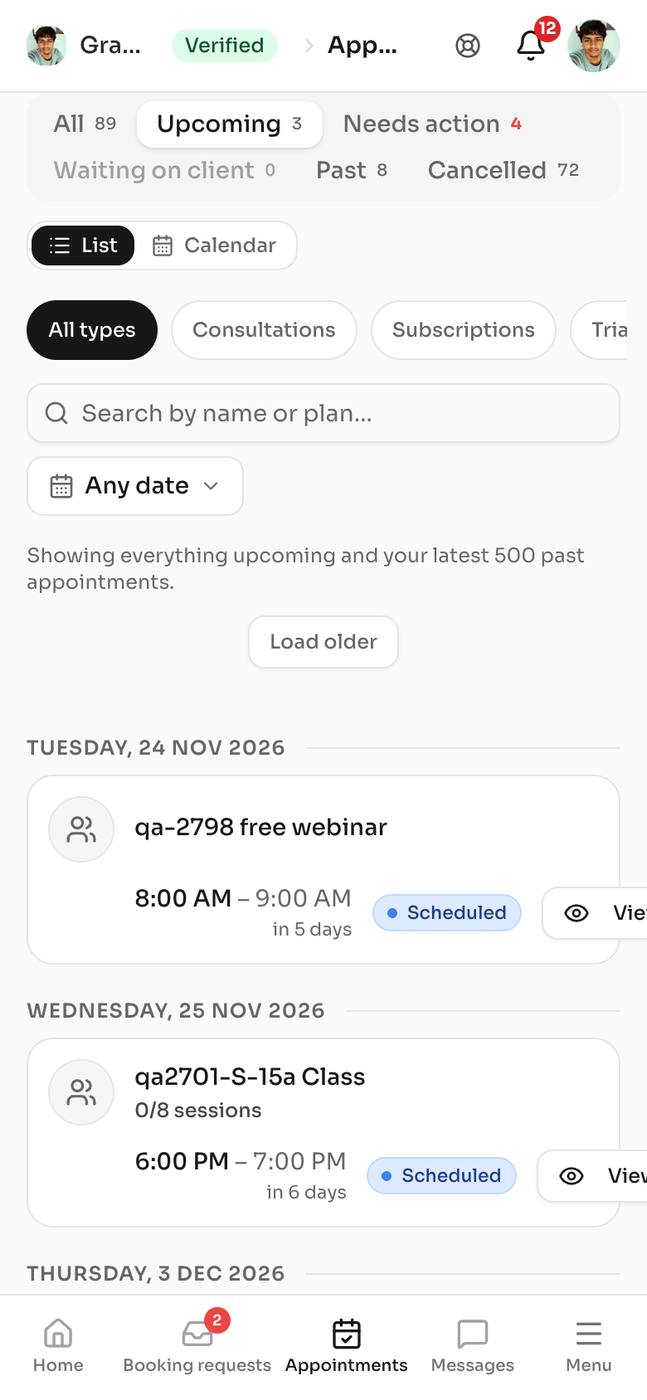 Gra... Verified App... 12
All 89 Upcoming 3 Needs action 4
Waiting on client 0 Past 8 Cancelled 72
List Calendar
All types Consultations Subscriptions Tria
Search by name or plan...
Any date
Showing everything upcoming and your latest 500 past
appointments.
Load older
TUESDAY, 24 NOV 2026
qa-2798 free webinar
8:00 AM – 9:00 AM Scheduled Vie
in 5 days
WEDNESDAY, 25 NOV 2026
qa2701-S-15a Class
0/8 sessions
6:00 PM – 7:00 PM Scheduled View
in 6 days
THURSDAY, 3 DEC 2026
2
Home Booking requests Appointments Messages Menu